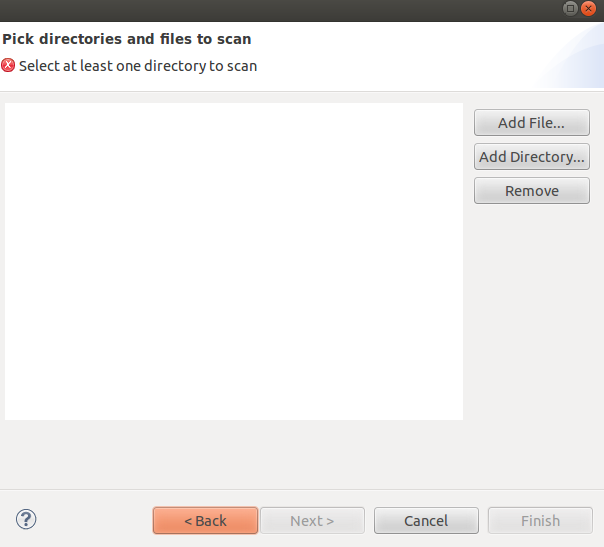 Pick directories and files to scan
Select at least one directory to scan
Add File...
Add Directory...
Remove
?
< Back
Next >
Cancel
Finish